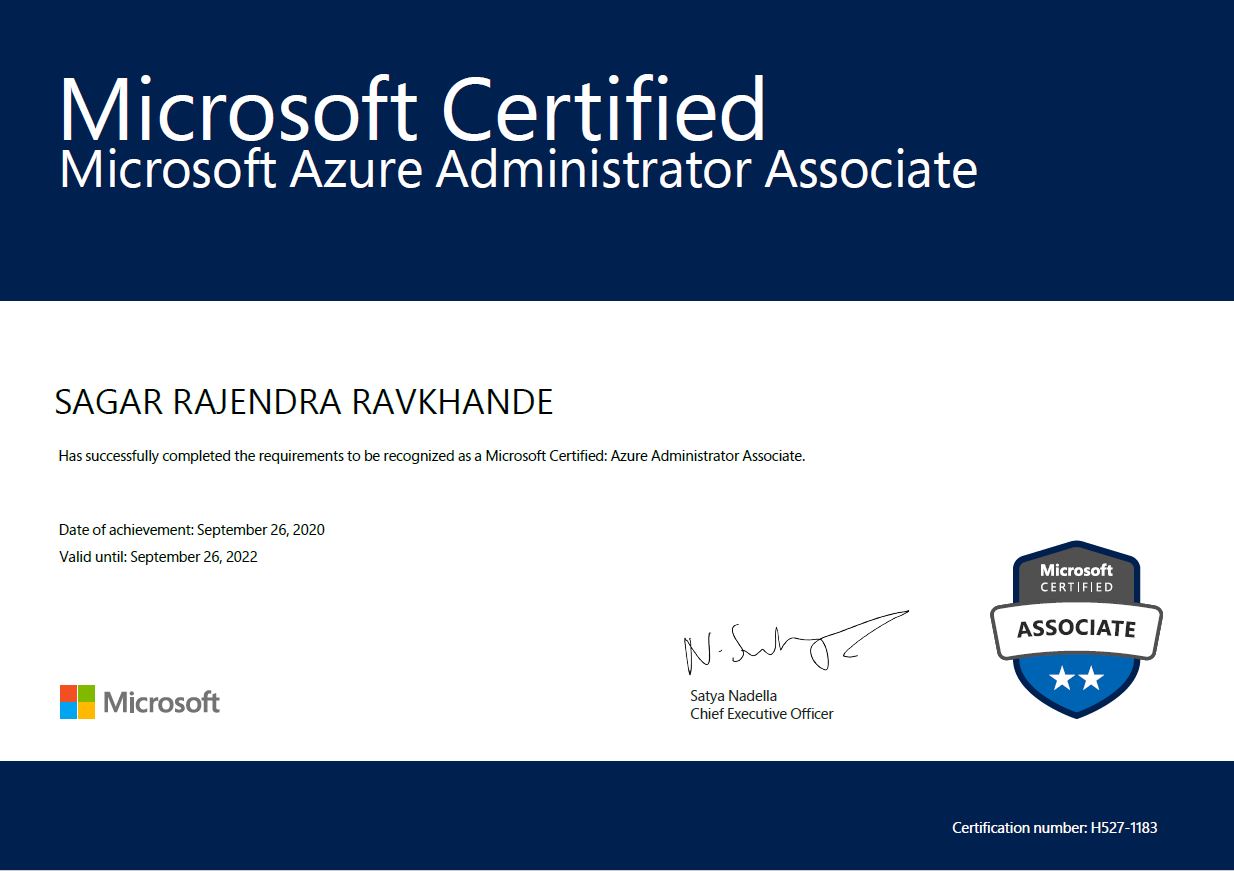 Microsoft Certified
Microsoft Azure Administrator Associate
SAGAR RAJENDRA RAVKHANDE
Has successfully completed the requirements to be recognized as a Microsoft Certified: Azure Administrator Associate.
Date of achievement: September 26, 2020
Valid until: September 26, 2022
Microsoft
CERTIFIED
ASSOCIATE
N. Satya
Satya Nadella
Chief Executive Officer
Microsoft
Certification number: H527-1183